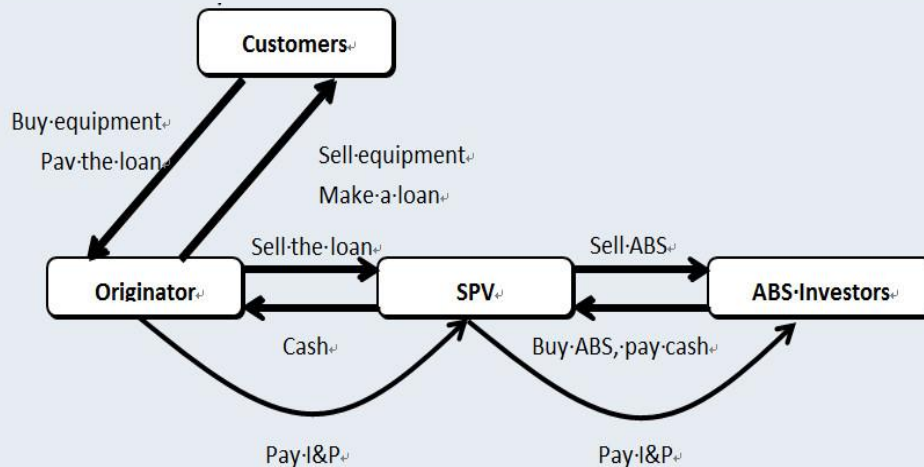 Customers
Buy equipment
Pay the loan
Sell equipment
Make a loan
Sell the loan
Sell ABS
Originator
SPV
ABS Investors
Cash
Buy ABS, pay cash
Pay I&P
Pay I&P